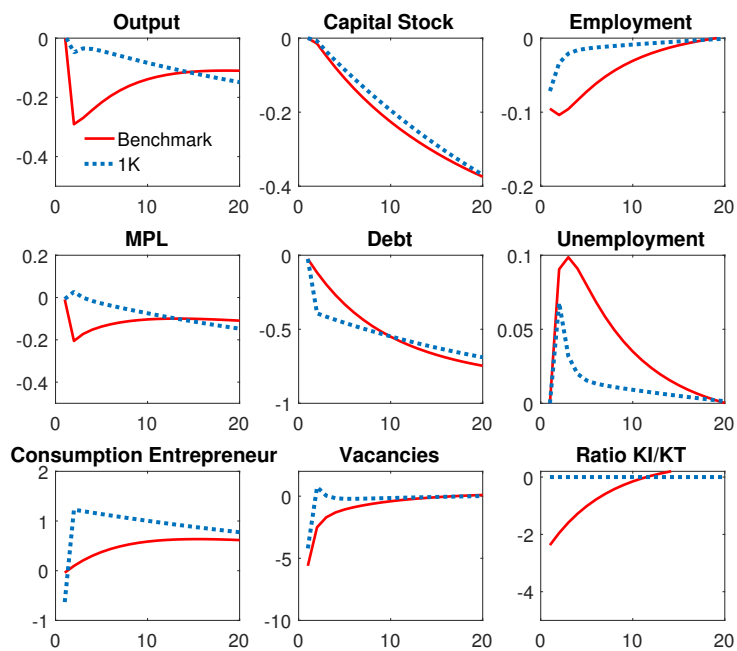 Output
Capital Stock
Employment
0
-0.2
-0.4
0 10 20
Benchmark
1K
0
-0.2
-0.4
0 10 20
0
-0.1
-0.2
0 10 20
MPL
Debt
Unemployment
0.2
0
-0.2
-0.4
0 10 20
0
-0.5
-1
0 10 20
0.1
0.05
0
0 10 20
Consumption Entrepreneur
Vacancies
Ratio KI/KT
2
1
0
-1
0 10 20
0
-5
-10
0 10 20
0
-2
-4
0 10 20